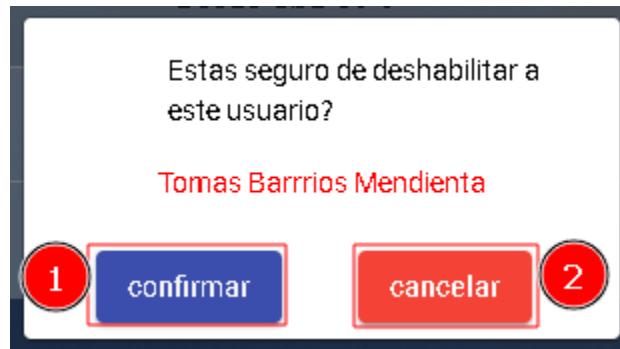 Estas seguro de deshabilitar a
este usuario?
Tomas Barrrios Mendienta
1 confirmar cancelar 2